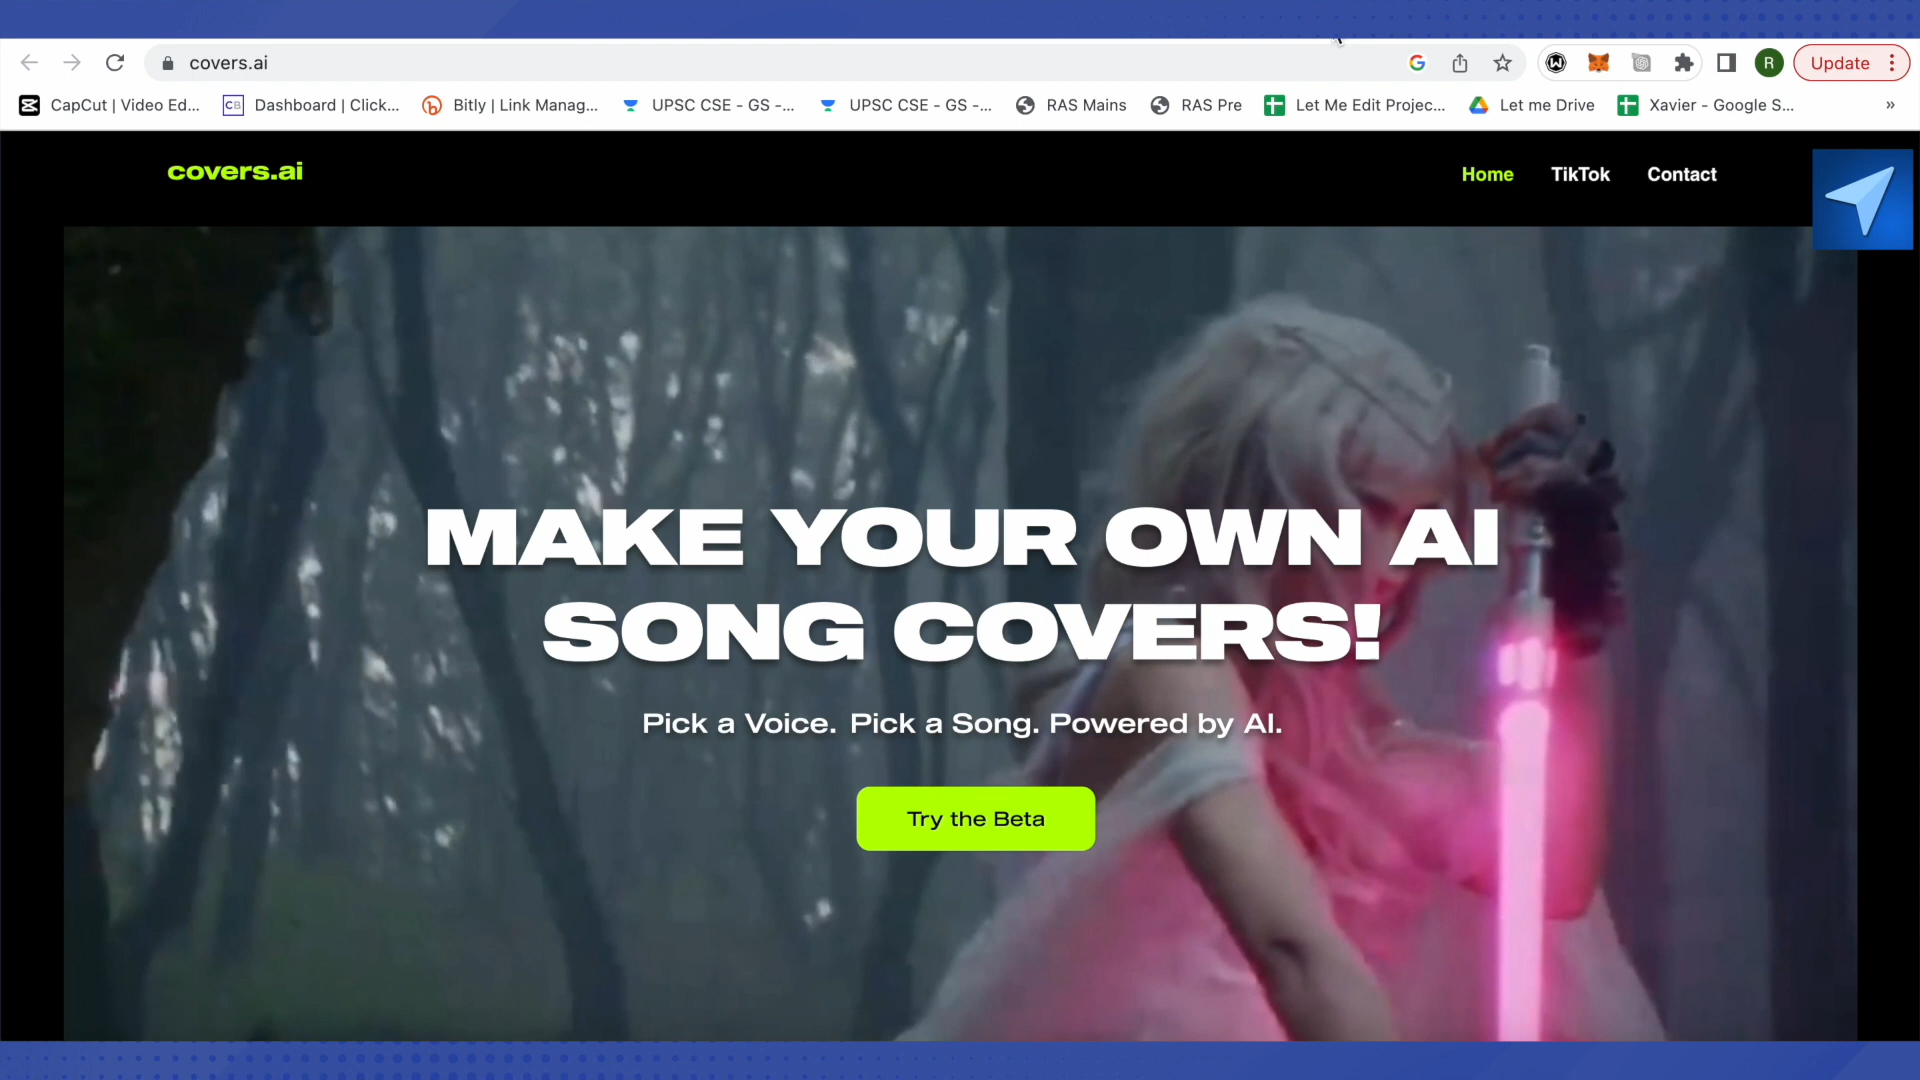 covers.ai
Update
CapCut | Video Ed...
Dashboard | Click...
Bitly | Link Manag...
UPSC CSE - GS -...
UPSC CSE - GS -...
RAS Mains
RAS Pre
Let Me Edit Projec...
Let me Drive
Xavier - Google S...
»
covers.ai
Home
TikTok
Contact
MAKE YOUR OWN AI
SONG COVERS!
Pick a Voice. Pick a Song. Powered by AI.
Try the Beta
R
CB